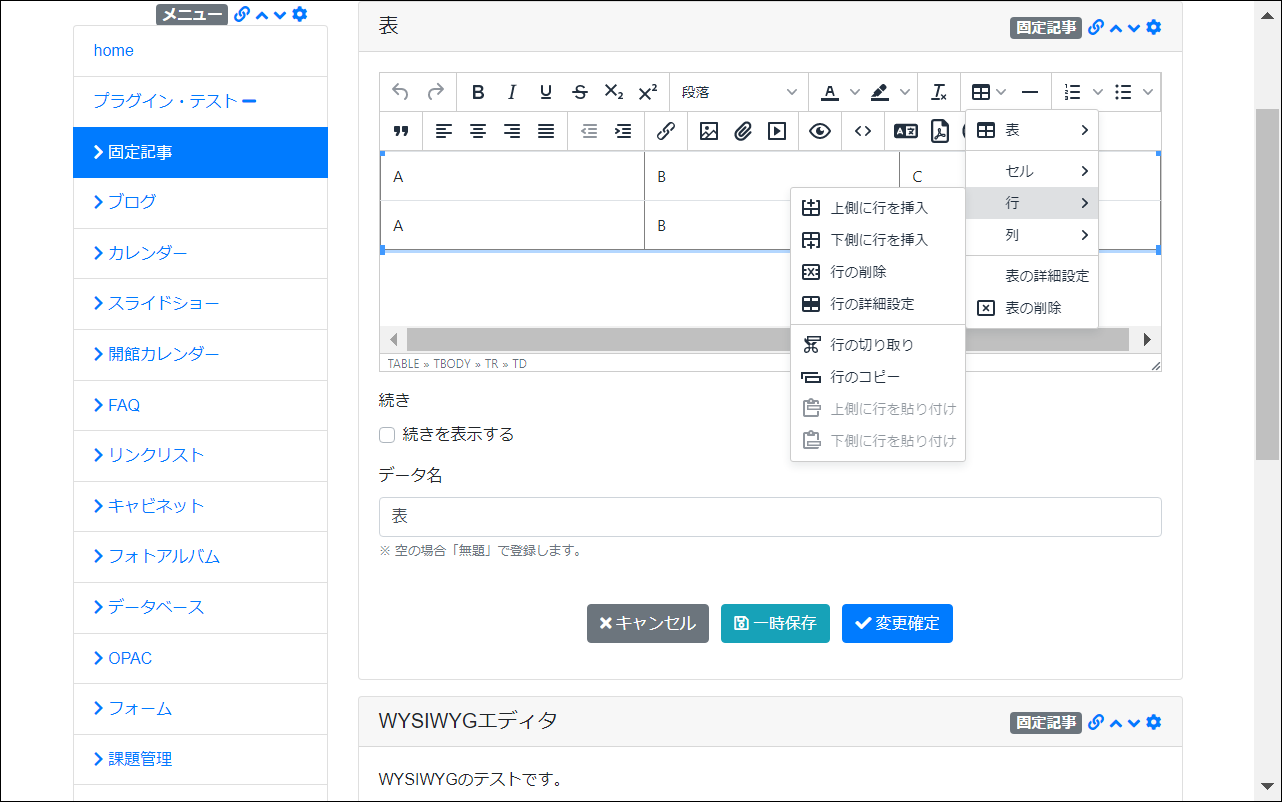 メニュー
home
プラグイン・テスト
固定記事
ブログ
カレンダー
スライドショー
開館カレンダー
FAQ
リンクリスト
キャビネット
フォトアルバム
データベース
OPAC
フォーム
課題管理
表
固定記事
B I U S X₂ X² 段落 A
表
セル
行
列
表の詳細設定
表の削除
上側に行を挿入
下側に行を挿入
行の削除
行の詳細設定
行の切り取り
行のコピー
上側に行を貼り付け
下側に行を貼り付け
A B C
A B
TABLE » TBODY » TR » TD
続き
続きを表示する
データ名
表
※ 空の場合「無題」で登録します。
キャンセル 一時保存 変更確定
WYSIWYGエディタ
固定記事
WYSIWYGのテストです。